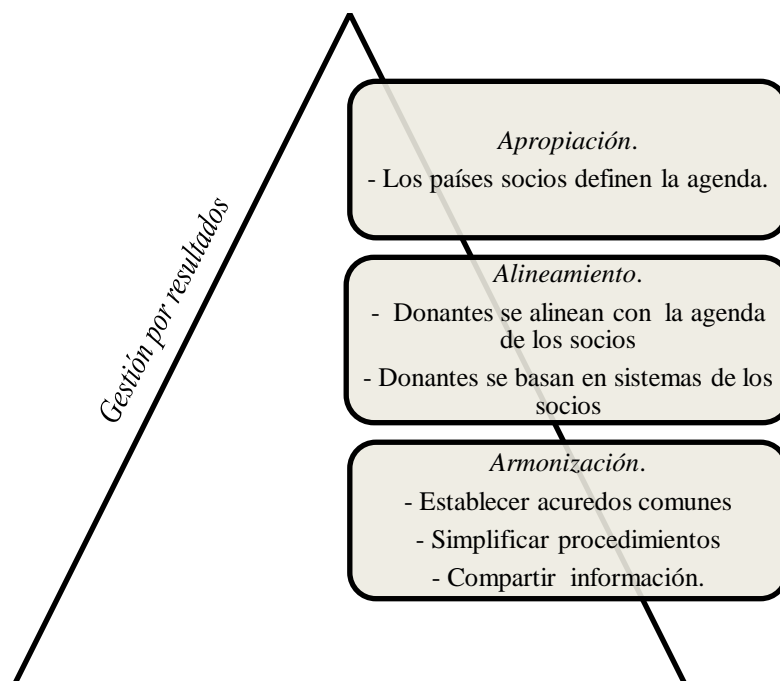 Gestión por resultados
Apropiación.
- Los países socios definen la agenda.
Alineamiento.
- Donantes se alinean con la agenda
de los socios
- Donantes se basan en sistemas de los
socios
Armonización.
- Establecer acuredos comunes
- Simplificar procedimientos
- Compartir información.